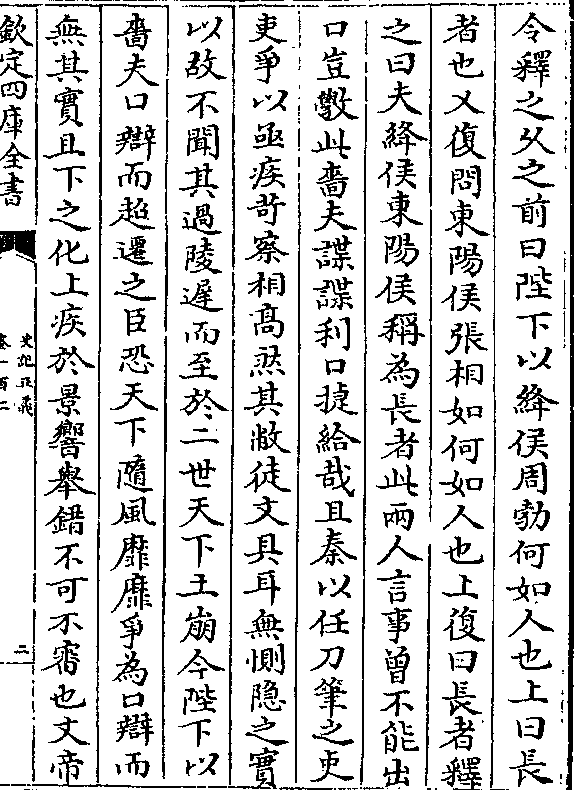 令釋之久之前曰陛下以絳侯周勃何如人也上曰長
者也又復問東陽侯張相如何如人也上復曰長者釋
之曰夫絳侯東陽侯稱為長者此兩人言事曾不能出
口豈斆此嗇夫諜諜利口捷給哉且秦以任刀筆之吏
吏爭以亟疾苛察相髙然其敝徒文具耳無惻隠之實
以故不聞其過陵遲而至於二世天下土崩今陛下以
嗇夫口辯而超遷之臣恐天下隨風靡靡爭為口辯而
無其實且下之化上疾於景響舉錯不可不審也文帝
欽定四庫全書
史記正義
卷一百二
二